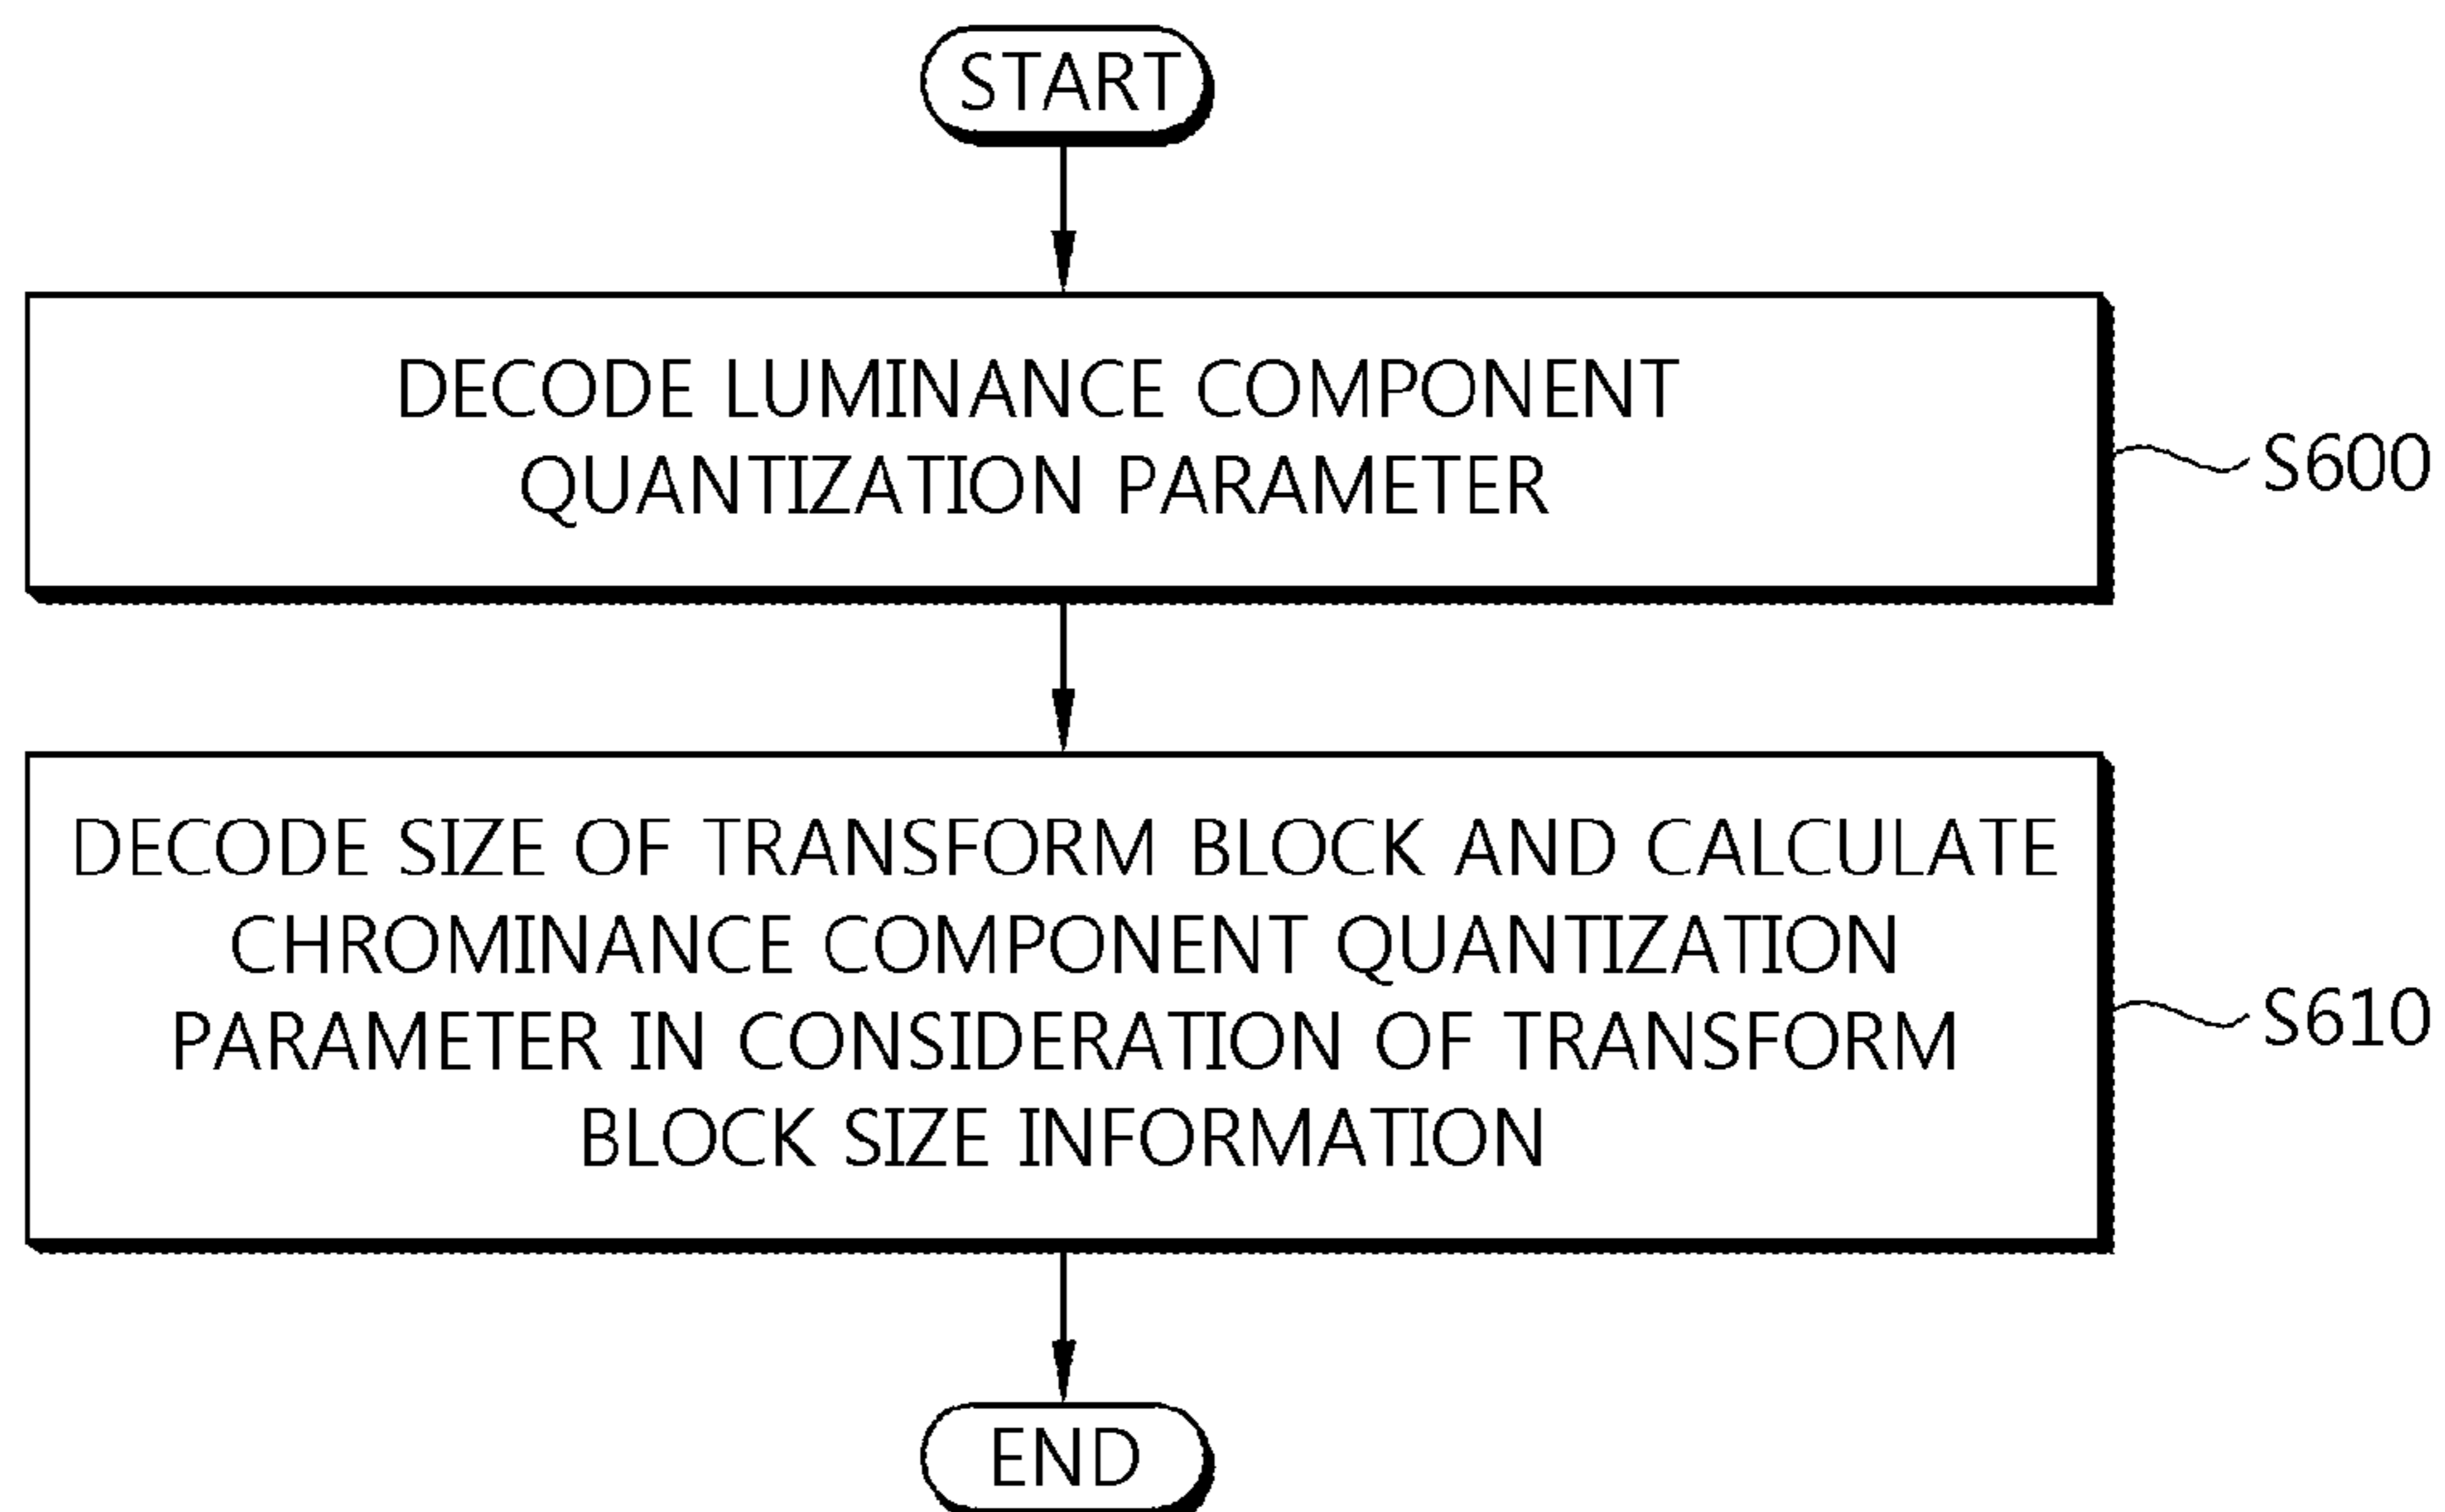 START
DECODE LUMINANCE COMPONENT
QUANTIZATION PARAMETER
S600
DECODE SIZE OF TRANSFORM BLOCK AND CALCULATE
CHROMINANCE COMPONENT QUANTIZATION
PARAMETER IN CONSIDERATION OF TRANSFORM
BLOCK SIZE INFORMATION
S610
END